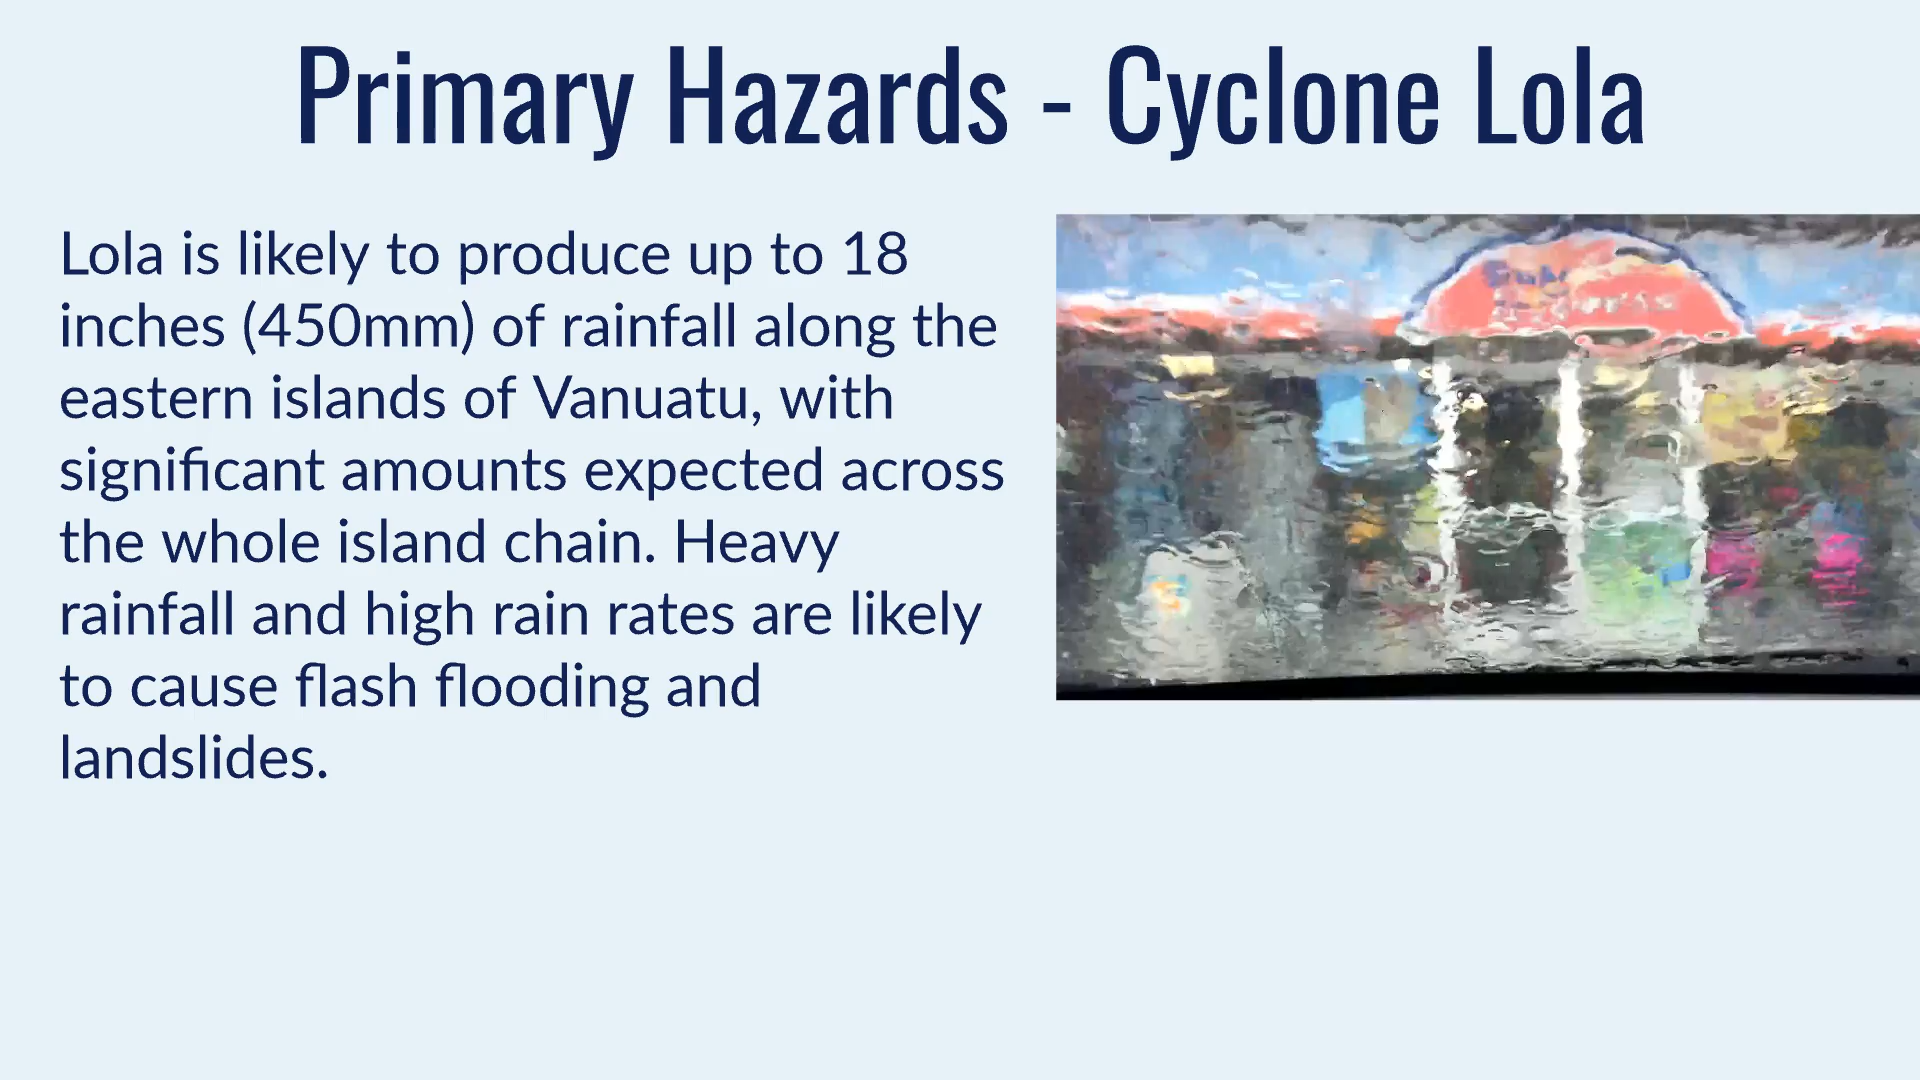 Primary Hazards - Cyclone Lola
Lola is likely to produce up to 18
inches (450mm) of rainfall along the
eastern islands of Vanuatu, with
significant amounts expected across
the whole island chain. Heavy
rainfall and high rain rates are likely
to cause flash flooding and
landslides.